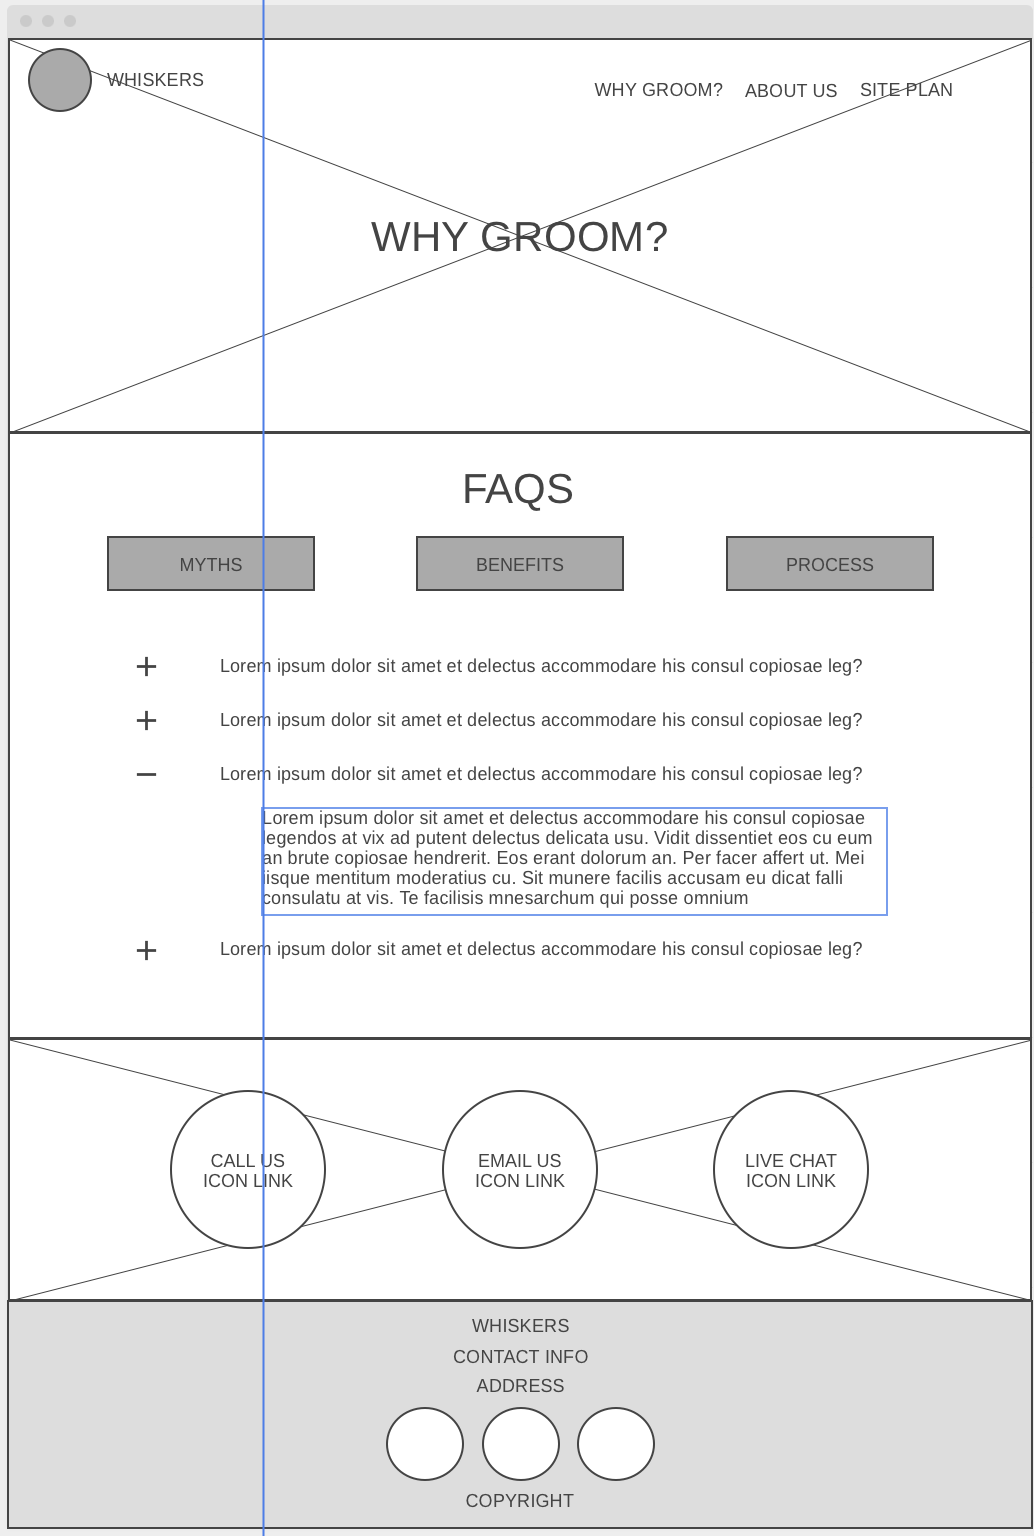 WHISKERS
WHY GROOM? ABOUT US SITE PLAN
WHY GROOM?
FAQS
MYTHS BENEFITS PROCESS
Lorem ipsum dolor sit amet et delectus accommodare his consul copiosae leg?
Lorem ipsum dolor sit amet et delectus accommodare his consul copiosae leg?
Lorem ipsum dolor sit amet et delectus accommodare his consul copiosae leg?
Lorem ipsum dolor sit amet et delectus accommodare his consul copiosae
legendos at vix ad putent delectus delicata usu. Vidit dissentiet eos cu eum
an brute copiosae hendrerit. Eos erant dolorum an. Per facer affert ut. Mei
iisque mentitum moderatius cu. Sit munere facilis accusam eu dicat falli
consulatu at vis. Te facilisis mnesarchum qui posse omnium
Lorem ipsum dolor sit amet et delectus accommodare his consul copiosae leg?
CALL US
ICON LINK
EMAIL US
ICON LINK
LIVE CHAT
ICON LINK
WHISKERS
CONTACT INFO
ADDRESS
COPYRIGHT